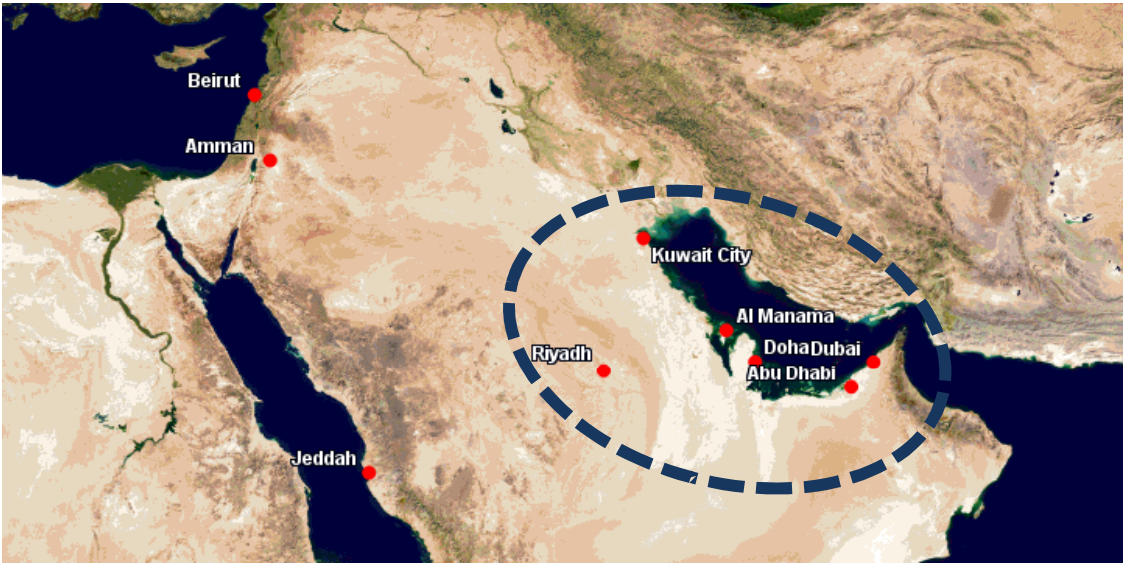 Beirut
Amman
Kuwait City
Al Manama
Doha Dubai
Riyadh
Abu Dhabi
Jeddah